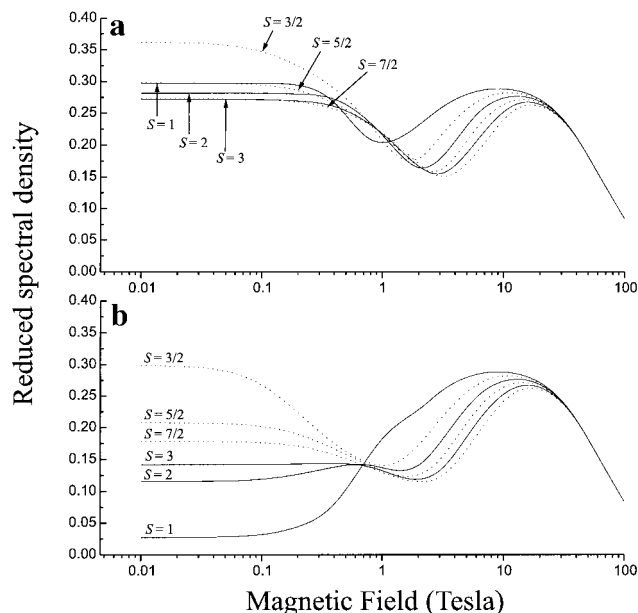 a
S = 3/2
S = 5/2
S = 7/2
S = 1
S = 2
S = 3
0.40
0.35
0.30
0.25
0.20
0.15
0.10
0.05
0.00
0.01 0.1 1 10 100
Reduced spectral density
b
S = 3/2
S = 5/2
S = 7/2
S = 3
S = 2
S = 1
0.40
0.35
0.30
0.25
0.20
0.15
0.10
0.05
0.00
0.01 0.1 1 10 100
Magnetic Field (Tesla)